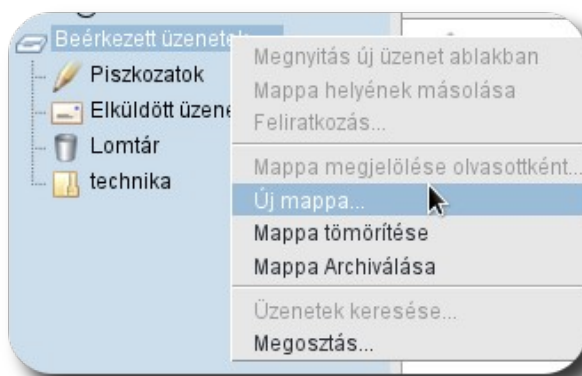 Beérkezett üzenetek
Piszkozatok
Elküldött üzene
Lomtár
technika
Megnyitás új üzenet ablakban
Mappa helyének másolása
Feliratkozás...
Mappa megjelölése olvasottként...
Új mappa...
Mappa tömörítése
Mappa Archiválása
Üzenetek keresése...
Megosztás...